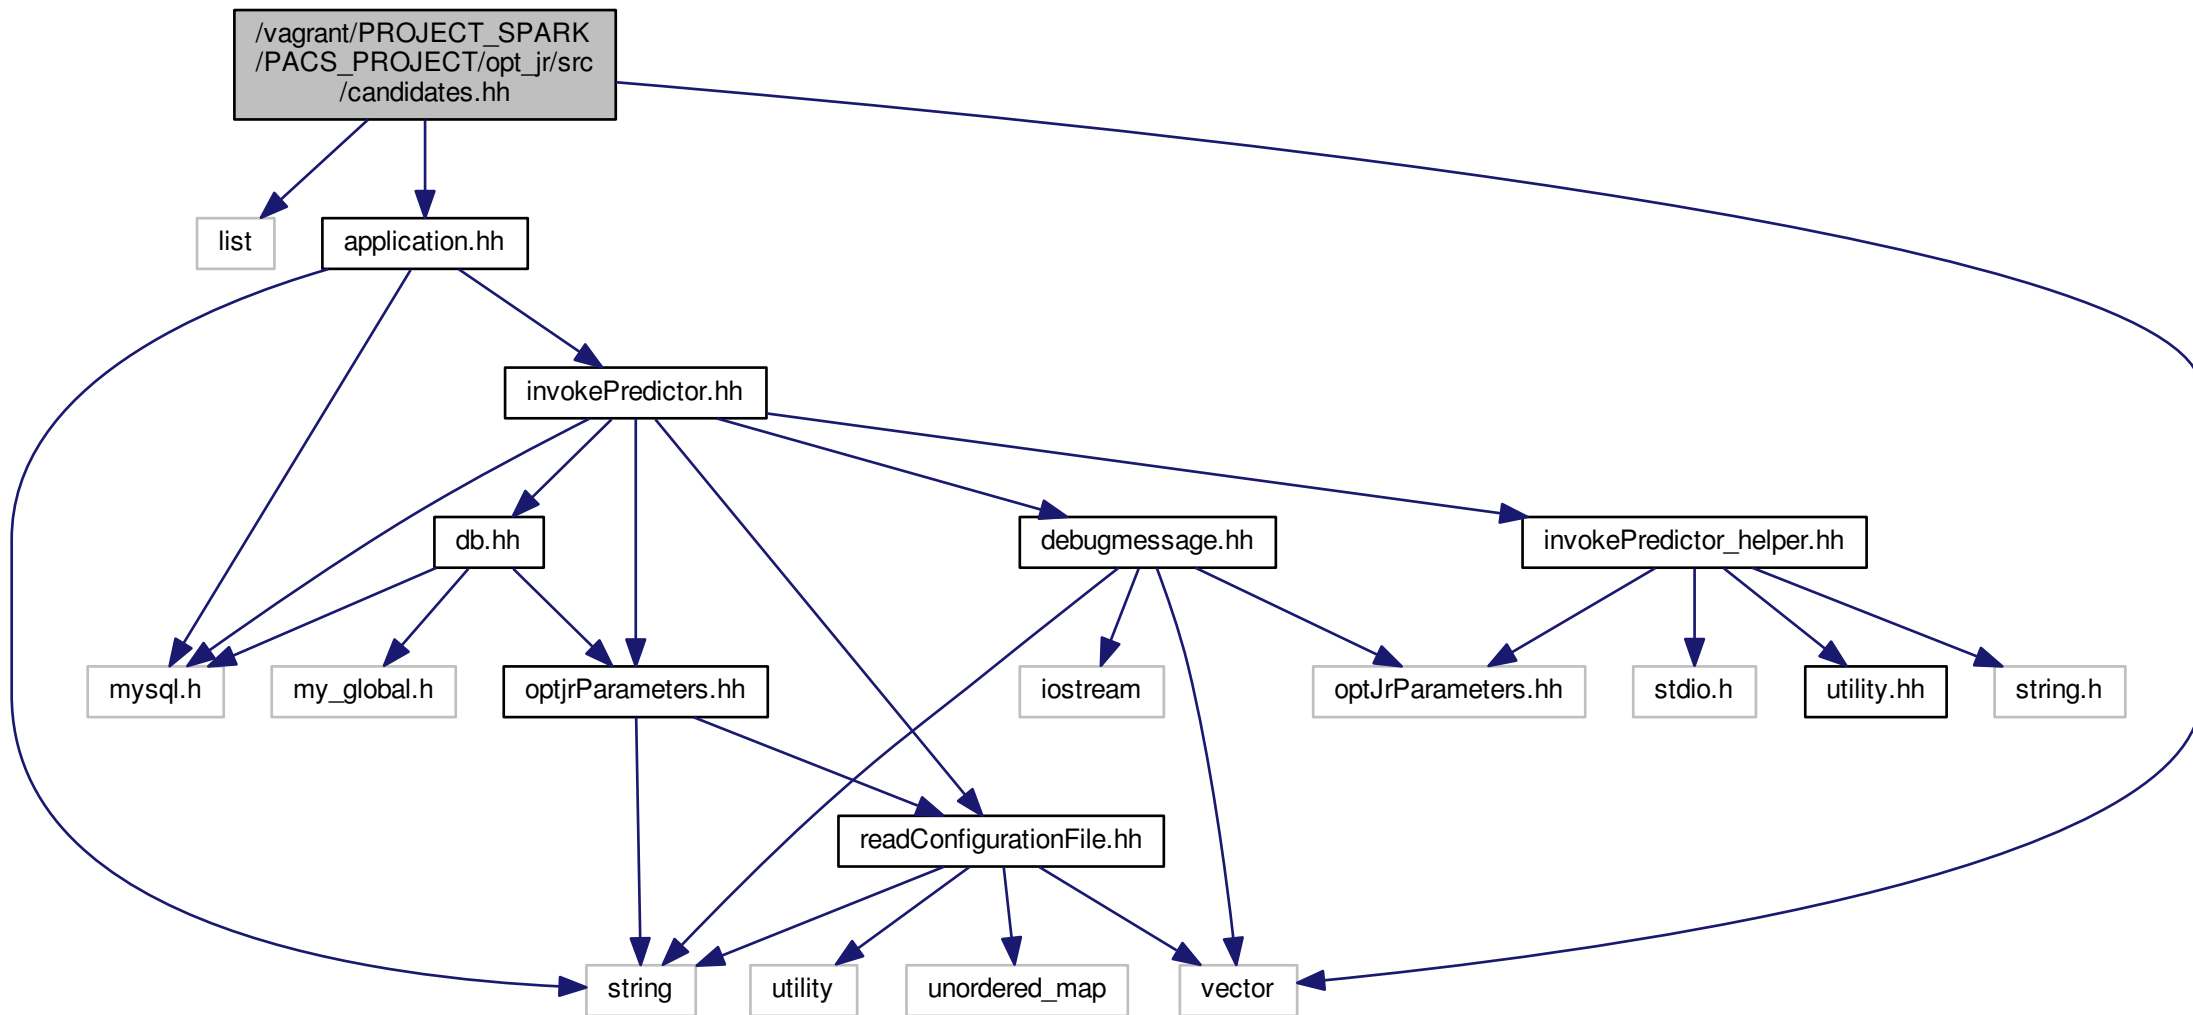 /vagrant/PROJECT_SPARK
/PACS_PROJECT/opt_jr/src
/candidates.hh
list
application.hh
invokePredictor.hh
db.hh
debugmessage.hh
invokePredictor_helper.hh
mysql.h
my_global.h
optjrParameters.hh
iostream
optJrParameters.hh
stdio.h
utility.hh
string.h
readConfigurationFile.hh
string
utility
unordered_map
vector